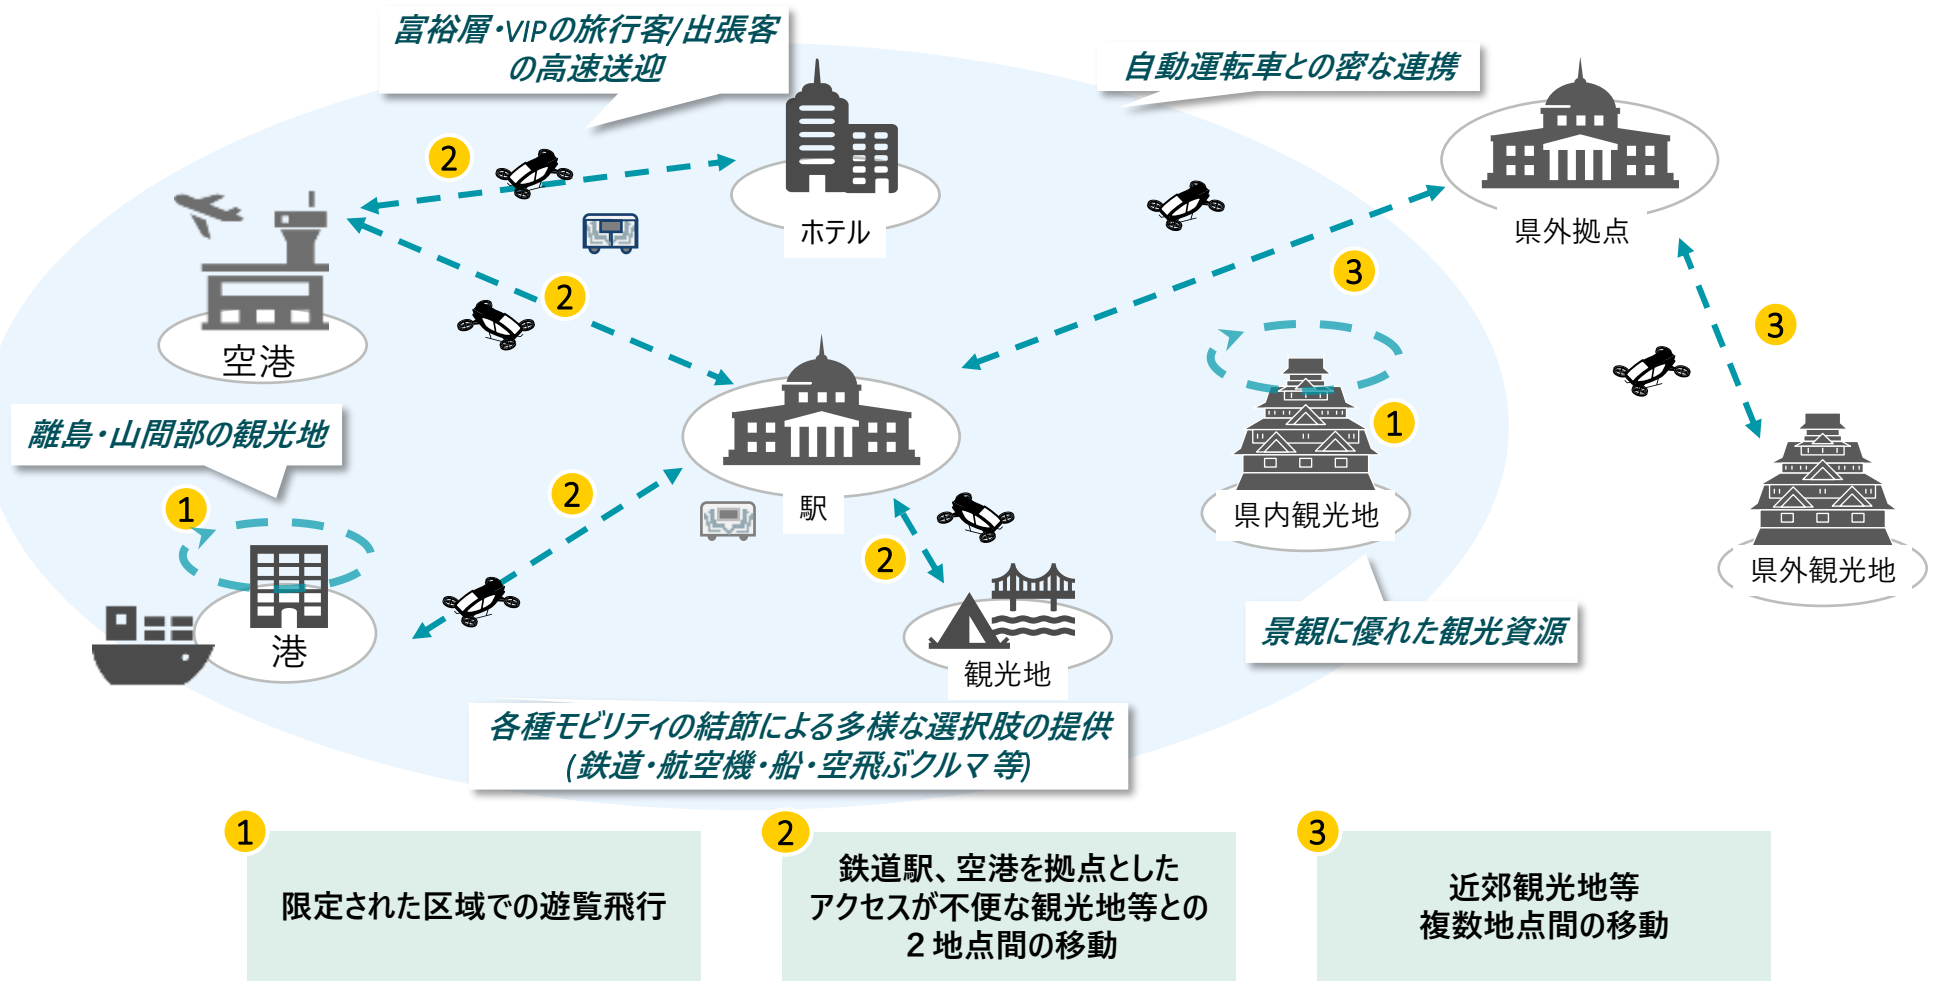 富裕層・VIPの旅行客/出張客
の高速送迎
自動運転車との密な連携
2
ホテル
県外拠点
3
2
空港
3
1
離島・山間部の観光地
1
2
駅
県内観光地
2
県外観光地
港
観光地
景観に優れた観光資源
各種モビリティの結節による多様な選択肢の提供
(鉄道・航空機・船・空飛ぶクルマ 等)
1
限定された区域での遊覧飛行
2
鉄道駅、空港を拠点とした
アクセスが不便な観光地等との
２地点間の移動
3
近郊観光地等
複数地点間の移動